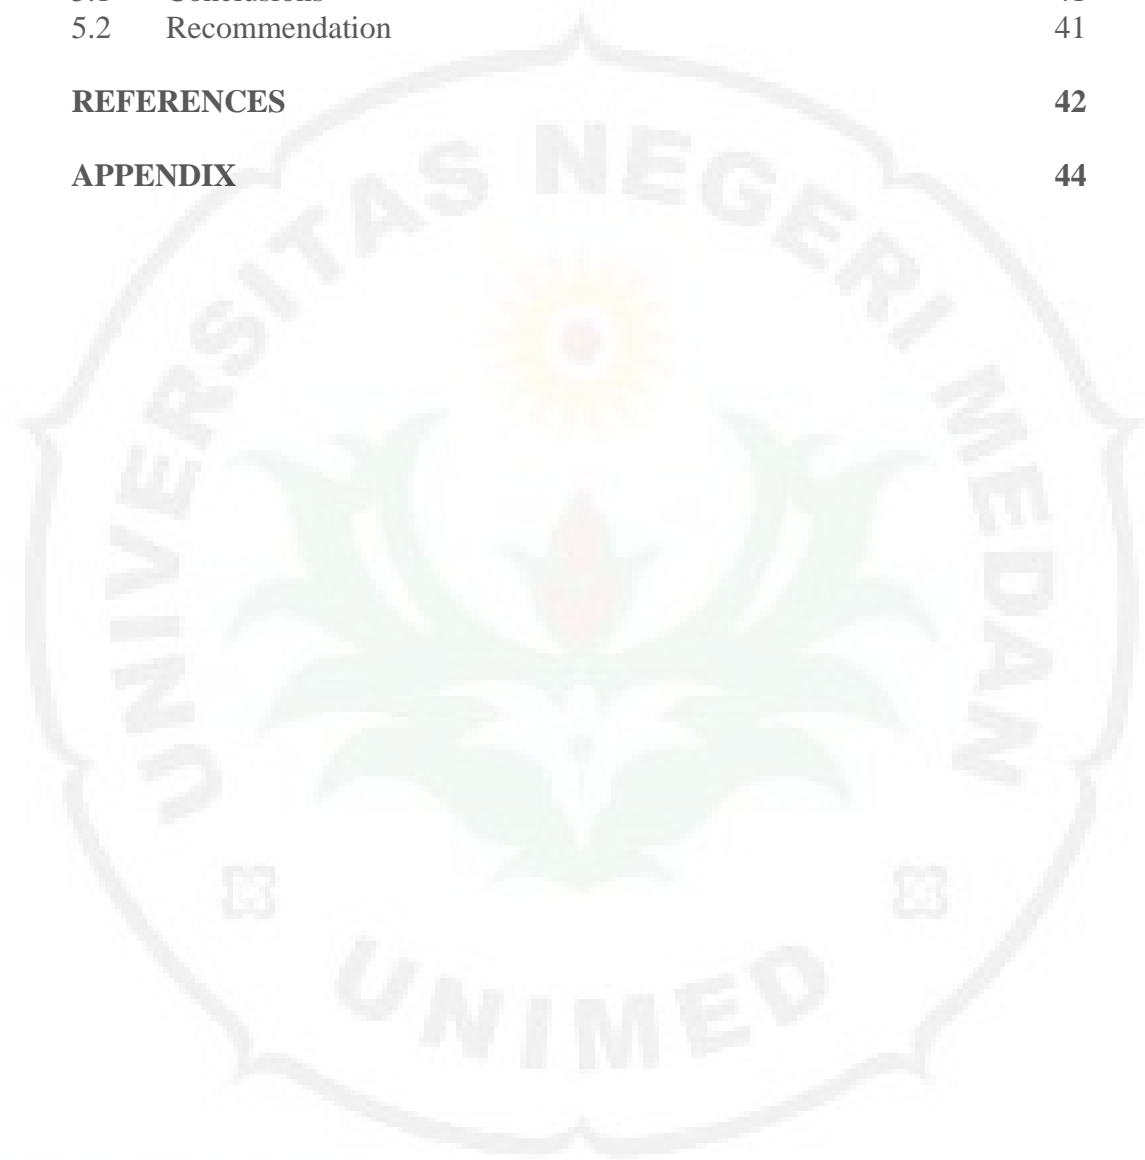 5.2 Recommendation 41
REFERENCES 42
APPENDIX 44
UNIVERSITAS NEGERI MEDAN
UNIMED